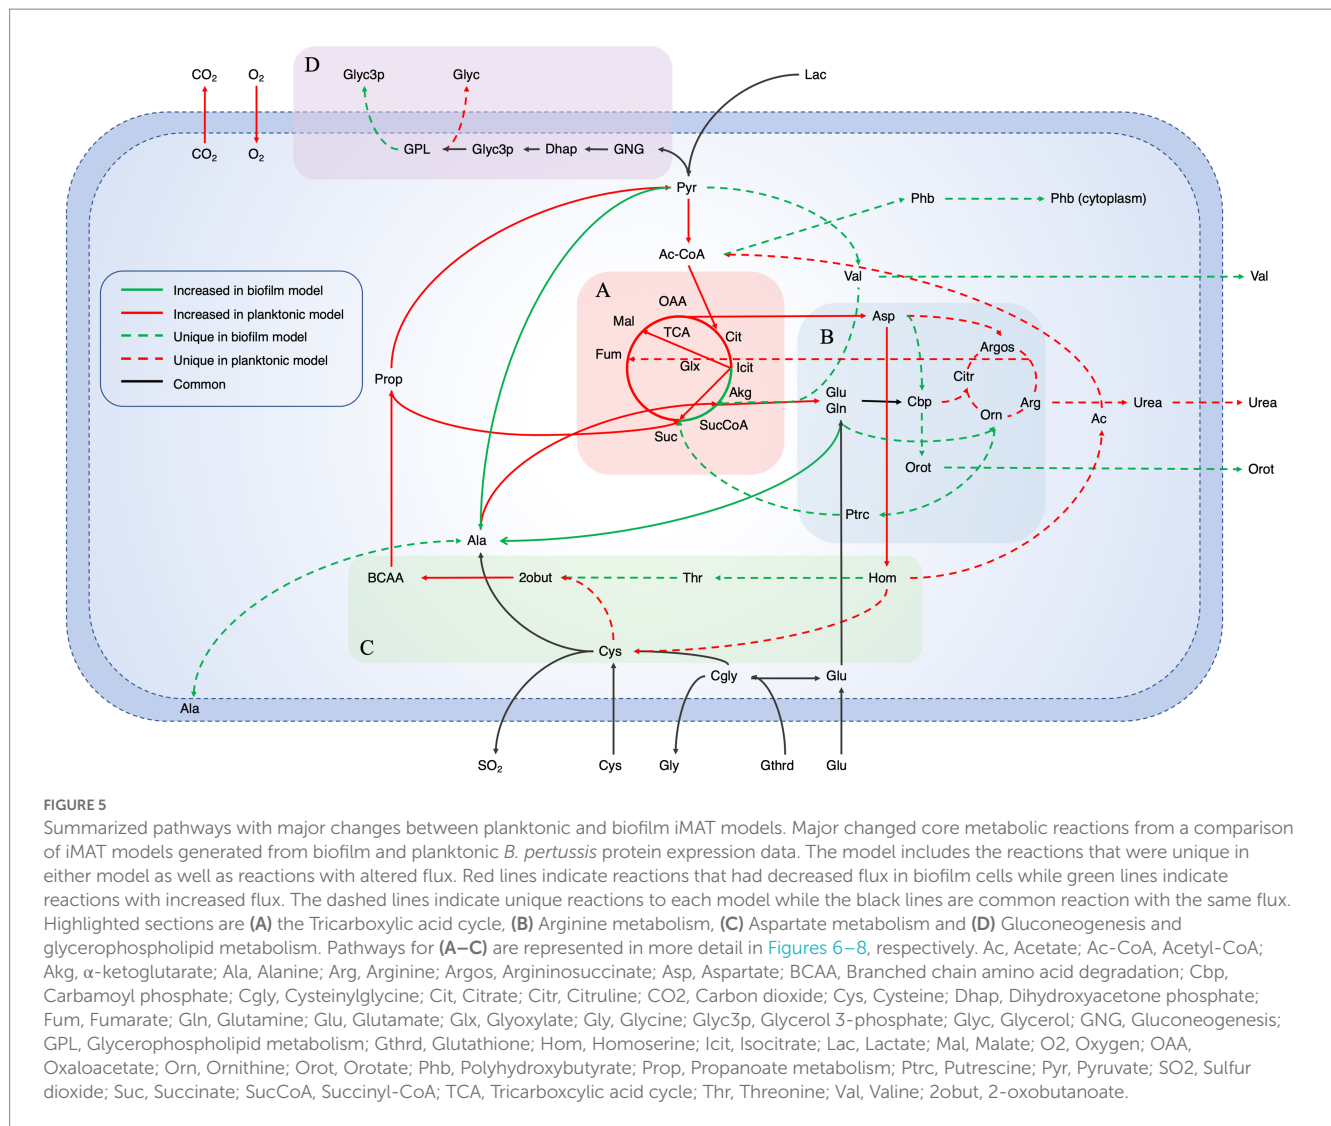 D
CO2
O2
Glyc3p
Glyc
Lac
CO2
O2
GPL
Glyc3p
Dhap
GNG
Pyr
Phb
Phb (cytoplasm)
Ac-CoA
Val
Val
Increased in biofilm model
Increased in planktonic model
Unique in biofilm model
Unique in planktonic model
Common
A
OAA
Mal
TCA
Cit
Fum
Glx
Icit
Akg
SucCoA
Suc
B
Asp
Argos
Citr
Glu
Gln
Cbp
Orn
Arg
Urea
Urea
Ac
Orot
Orot
Ptrc
Prop
Ala
BCAA
2obut
Thr
Hom
C
Cys
Cgly
Glu
Ala
SO2
Cys
Gly
Gthrd
Glu
FIGURE 5
Summarized pathways with major changes between planktonic and biofilm iMAT models. Major changed core metabolic reactions from a comparison
of iMAT models generated from biofilm and planktonic B. pertussis protein expression data. The model includes the reactions that were unique in
either model as well as reactions with altered flux. Red lines indicate reactions that had decreased flux in biofilm cells while green lines indicate
reactions with increased flux. The dashed lines indicate unique reactions to each model while the black lines are common reaction with the same flux.
Highlighted sections are (A) the Tricarboxylic acid cycle, (B) Arginine metabolism, (C) Aspartate metabolism and (D) Gluconeogenesis and
glycerophospholipid metabolism. Pathways for (A–C) are represented in more detail in Figures 6–8, respectively. Ac, Acetate; Ac-CoA, Acetyl-CoA;
Akg, α-ketoglutarate; Ala, Alanine; Arg, Arginine; Argos, Argininosuccinate; Asp, Aspartate; BCAA, Branched chain amino acid degradation; Cbp,
Carbamoyl phosphate; Cgly, Cysteinylglycine; Cit, Citrate; Citr, Citruline; CO2, Carbon dioxide; Cys, Cysteine; Dhap, Dihydroxyacetone phosphate;
Fum, Fumarate; Gln, Glutamine; Glu, Glutamate; Glx, Glyoxylate; Gly, Glycine; Glyc3p, Glycerol 3-phosphate; Glyc, Glycerol; GNG, Gluconeogenesis;
GPL, Glycerophospholipid metabolism; Gthrd, Glutathione; Hom, Homoserine; Icit, Isocitrate; Lac, Lactate; Mal, Malate; O2, Oxygen; OAA,
Oxaloacetate; Orn, Ornithine; Orot, Orotate; Phb, Polyhydroxybutyrate; Prop, Propanoate metabolism; Ptrc, Putrescine; Pyr, Pyruvate; SO2, Sulfur
dioxide; Suc, Succinate; SucCoA, Succinyl-CoA; TCA, Tricarboxcylic acid cycle; Thr, Threonine; Val, Valine; 2obut, 2-oxobutanoate.